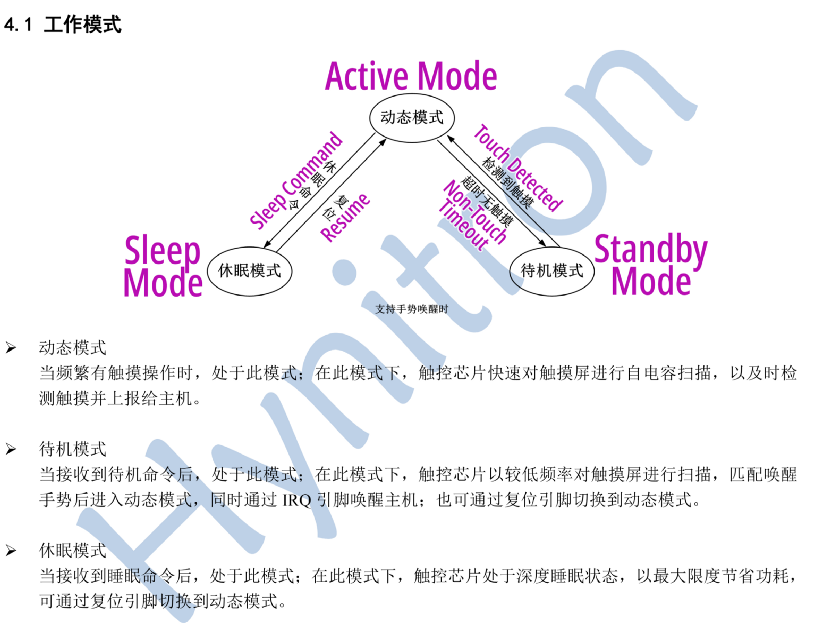 4.1 工作模式
Active Mode
动态模式
Sleep Command
休眠命令
复位
Resume
Touch Detected
检测到触摸
超时无触摸
Non-Touch
Timeout
Sleep
Mode
休眠模式
待机模式
Standby
Mode
支持手势唤醒时
Hynitron
➢ 动态模式
当频繁有触摸操作时，处于此模式；在此模式下，触控芯片快速对触摸屏进行自电容扫描，以及时检
测触摸并上报给主机。
➢ 待机模式
当接收到待机命令后，处于此模式；在此模式下，触控芯片以较低频率对触摸屏进行扫描，匹配唤醒
手势后进入动态模式，同时通过 IRQ 引脚唤醒主机；也可通过复位引脚切换到动态模式。
➢ 休眠模式
当接收到睡眠命令后，处于此模式；在此模式下，触控芯片处于深度睡眠状态，以最大限度节省功耗，
可通过复位引脚切换到动态模式。